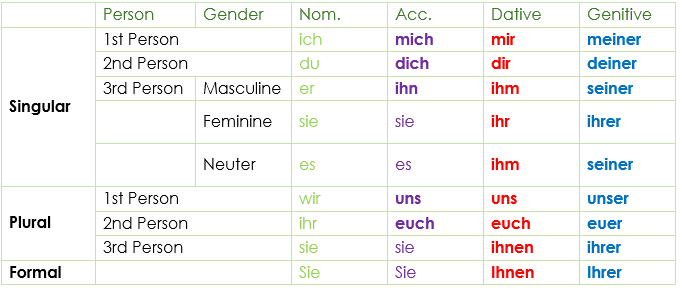 Person Gender Nom. Acc. Dative Genitive
1st Person ich mich mir meiner
2nd Person du dich dir deiner
Singular 3rd Person Masculine er ihn ihm seiner
Feminine sie sie ihr ihrer
Neuter es es ihm seiner
1st Person wir uns uns unser
Plural 2nd Person ihr euch euch euer
3rd Person sie sie ihnen ihrer
Formal Sie Sie Ihnen Ihrer